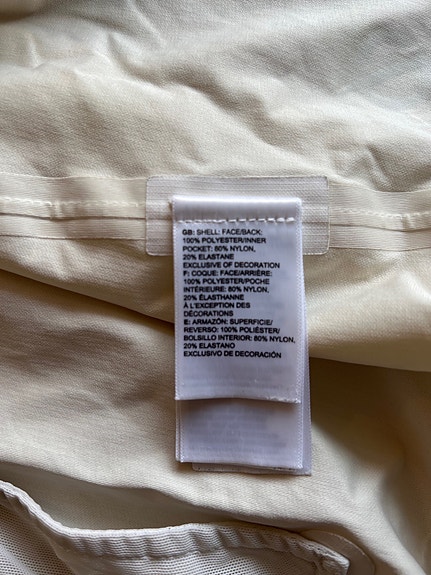 GB: SHELL: FACE/BACK:
100% POLYESTER/INNER
POCKET: 80% NYLON,
20% ELASTANE
EXCLUSIVE OF DECORATION
F: COQUE: FACE/ARRIÈRE:
100% POLYESTER/POCHE
INTÉRIEURE: 80% NYLON,
20% ÉLASTHANNE
À L'EXCEPTION DES
DÉCORATIONS
E: ARMAZÓN: SUPERFICIE/
REVERSO: 100% POLIÉSTER/
BOLSILLO INTERIOR: 80% NYLON,
20% ELASTANO
EXCLUSIVO DE DECORACIÓN